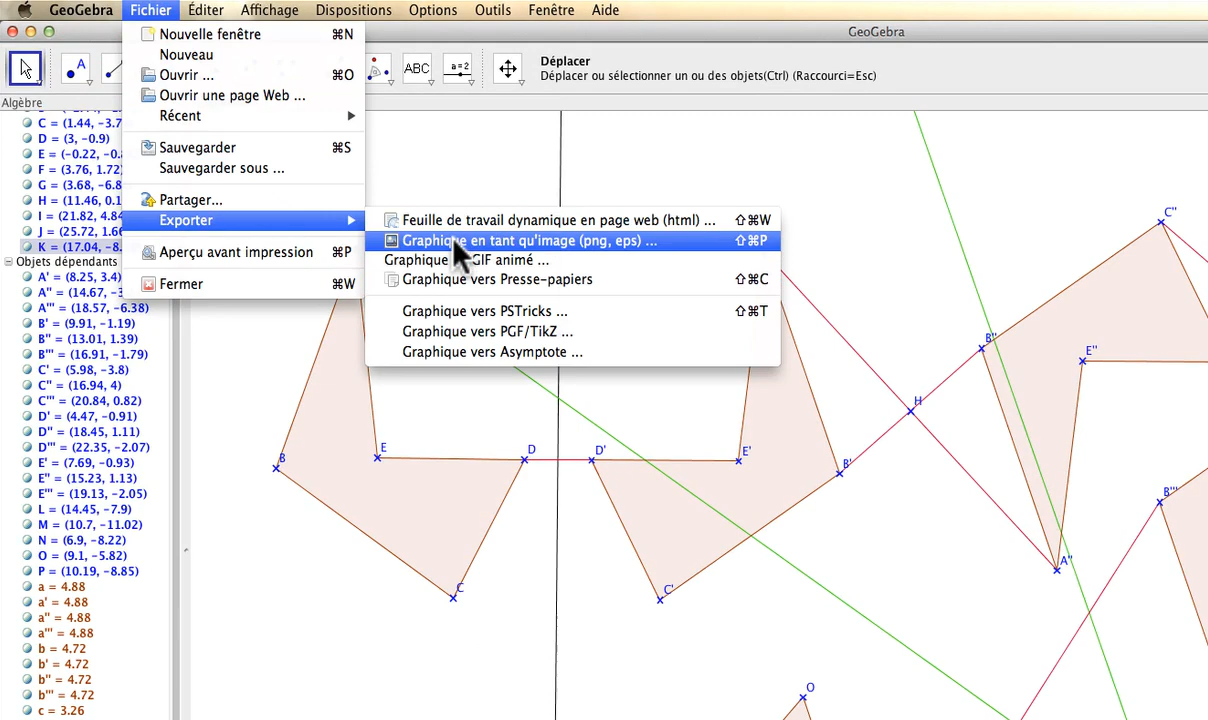 GeoGebra Fichier Éditer Affichage Dispositions Options Outils Fenêtre Aide
GeoGebra
ABC
a=2
Déplacer
Déplacer ou sélectionner un ou des objets(Ctrl) (Raccourci=Esc)
Algèbre
Nouvelle fenêtre ⌘N
Nouveau
Ouvrir ... ⌘O
Ouvrir une page Web ...
Récent
Sauvegarder ⌘S
Sauvegarder sous ...
Partager...
Exporter
Aperçu avant impression ⌘P
Fermer ⌘W
Feuille de travail dynamique en page web (html) ... ⇧⌘W
Graphique en tant qu'image (png, eps) ... ⇧⌘P
Graphique GIF animé ...
Graphique vers Presse-papiers ⇧⌘C
Graphique vers PSTricks ... ⇧⌘T
Graphique vers PGF/TikZ ...
Graphique vers Asymptote ...
C = (1.44, -3.7
D = (3, -0.9)
E = (-0.22, -0.
F = (3.76, 1.72
G = (3.68, -6.8
H = (11.46, 0.1
I = (21.82, 4.84
J = (25.72, 1.66
K = (17.04, -8.
Objets dépendants
A' = (8.25, 3.4)
A'' = (14.67, -3
A''' = (18.57, -6.38)
B' = (9.91, -1.19)
B'' = (13.01, 1.39)
B''' = (16.91, -1.79)
C' = (5.98, -3.8)
C'' = (16.94, 4)
C''' = (20.84, 0.82)
D' = (4.47, -0.91)
D'' = (18.45, 1.11)
D''' = (22.35, -2.07)
E' = (7.69, -0.93)
E'' = (15.23, 1.13)
E''' = (19.13, -2.05)
L = (14.45, -7.9)
M = (10.7, -11.02)
N = (6.9, -8.22)
O = (9.1, -5.82)
P = (10.19, -8.85)
a = 4.88
a' = 4.88
a'' = 4.88
a''' = 4.88
b = 4.72
b' = 4.72
b'' = 4.72
b''' = 4.72
c = 3.26
C''
B''
E''
H
B
E
D
D'
E'
B'
B'''
A''
C
C'
O